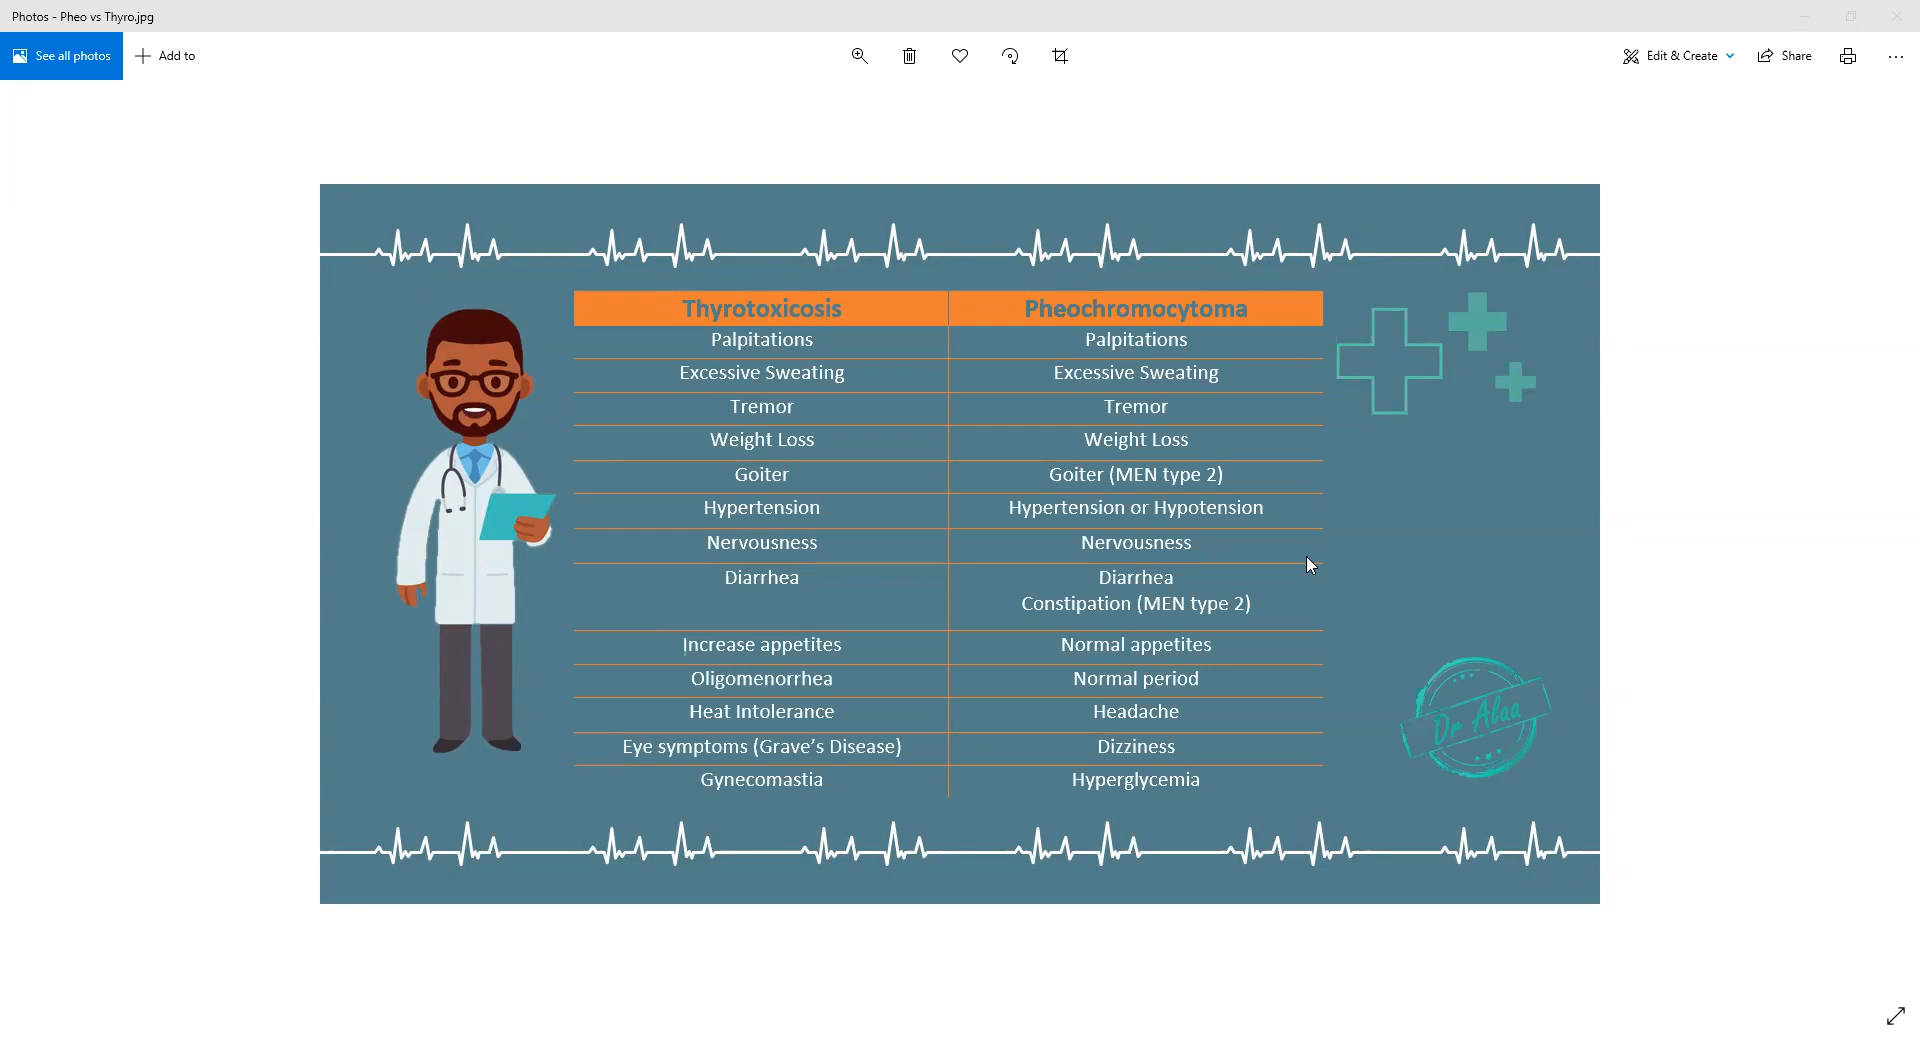 Photos - Pheo vs Thyro.jpg
See all photos
Add to
Edit & Create
Share
Thyrotoxicosis Pheochromocytoma
Palpitations Palpitations
Excessive Sweating Excessive Sweating
Tremor Tremor
Weight Loss Weight Loss
Goiter Goiter (MEN type 2)
Hypertension Hypertension or Hypotension
Nervousness Nervousness
Diarrhea Diarrhea
Constipation (MEN type 2)
Increase appetites Normal appetites
Oligomenorrhea Normal period
Heat Intolerance Headache
Eye symptoms (Grave’s Disease) Dizziness
Gynecomastia Hyperglycemia
Dr Alaa